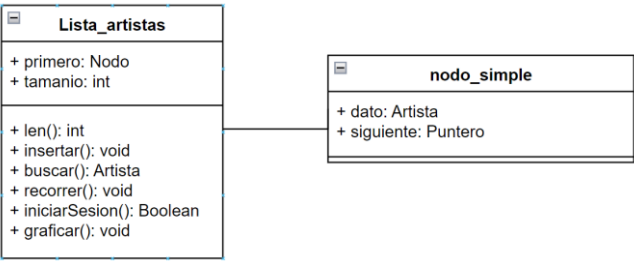 Lista_artistas
+ primero: Nodo
+ tamanio: int
+ len(): int
+ insertar(): void
+ buscar(): Artista
+ recorrer(): void
+ iniciarSesion(): Boolean
+ graficar(): void
nodo_simple
+ dato: Artista
+ siguiente: Puntero